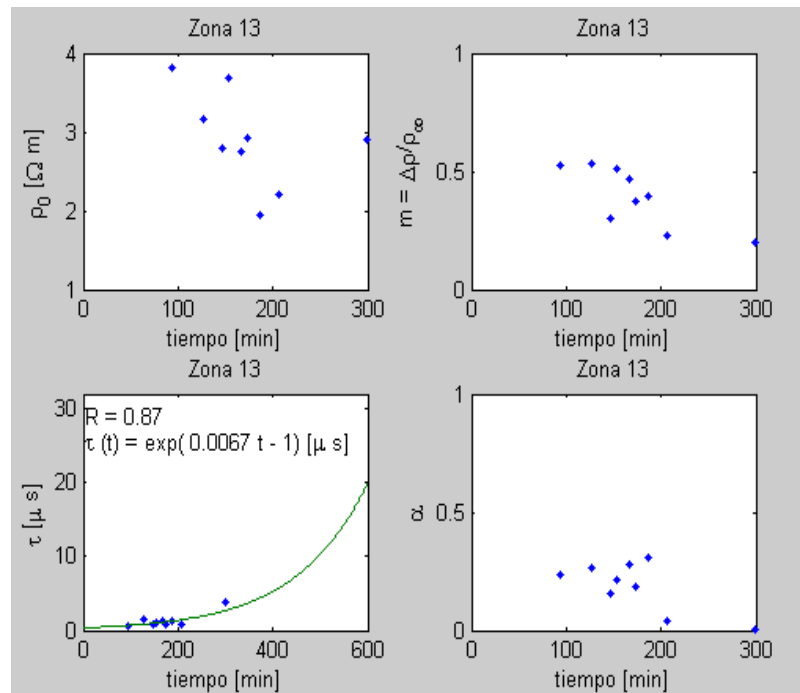 Zona 13
4
3
2
1
ρ0 [Ω m]
0
100
200
300
tiempo [min]
Zona 13
1
0.5
0
m = Δρ/ρ∞
0
100
200
300
tiempo [min]
Zona 13
R = 0.87
τ (t) = exp( 0.0067 t - 1) [μ s]
30
20
10
0
τ [μ s]
0
200
400
600
tiempo [min]
Zona 13
1
0.5
0
α
0
100
200
300
tiempo [min]